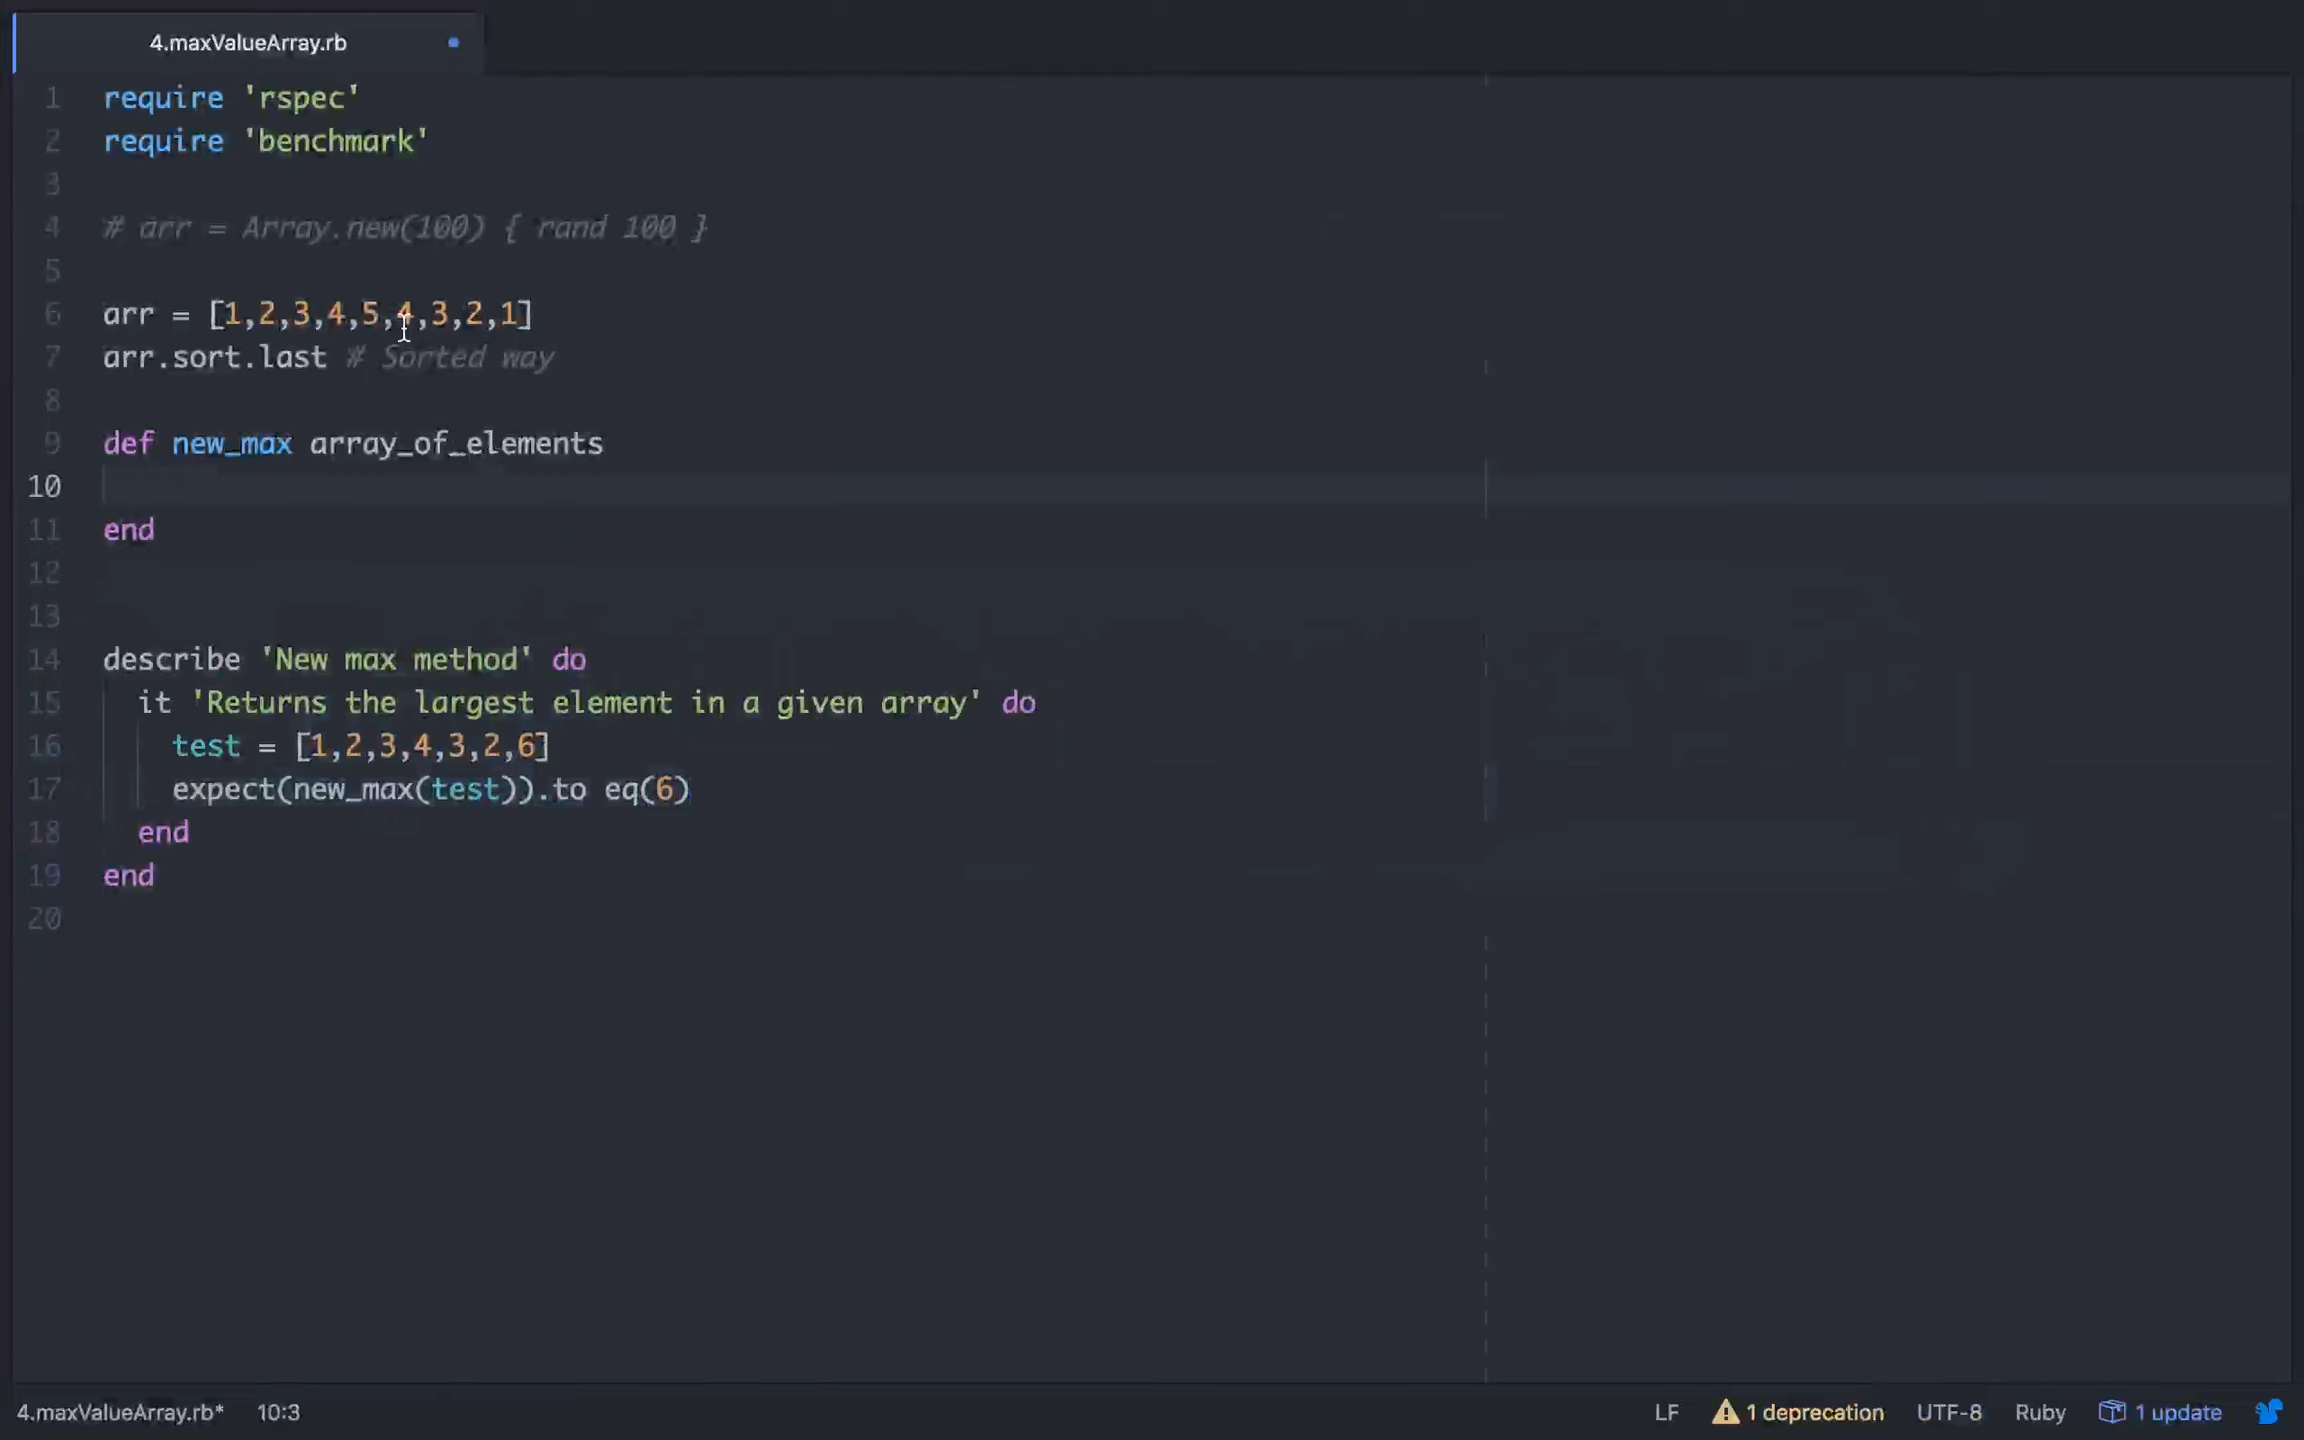 4.maxValueArray.rb
1 require 'rspec'
2 require 'benchmark'
3
4 # arr = Array.new(100) { rand 100 }
5
6 arr = [1,2,3,4,5,4,3,2,1]
7 arr.sort.last # Sorted way
8
9 def new_max array_of_elements
10
11 end
12
13
14 describe 'New max method' do
15   it 'Returns the largest element in a given array' do
16     test = [1,2,3,4,3,2,6]
17     expect(new_max(test)).to eq(6)
18   end
19 end
20
4.maxValueArray.rb* 10:3 LF 1 deprecation UTF-8 Ruby 1 update